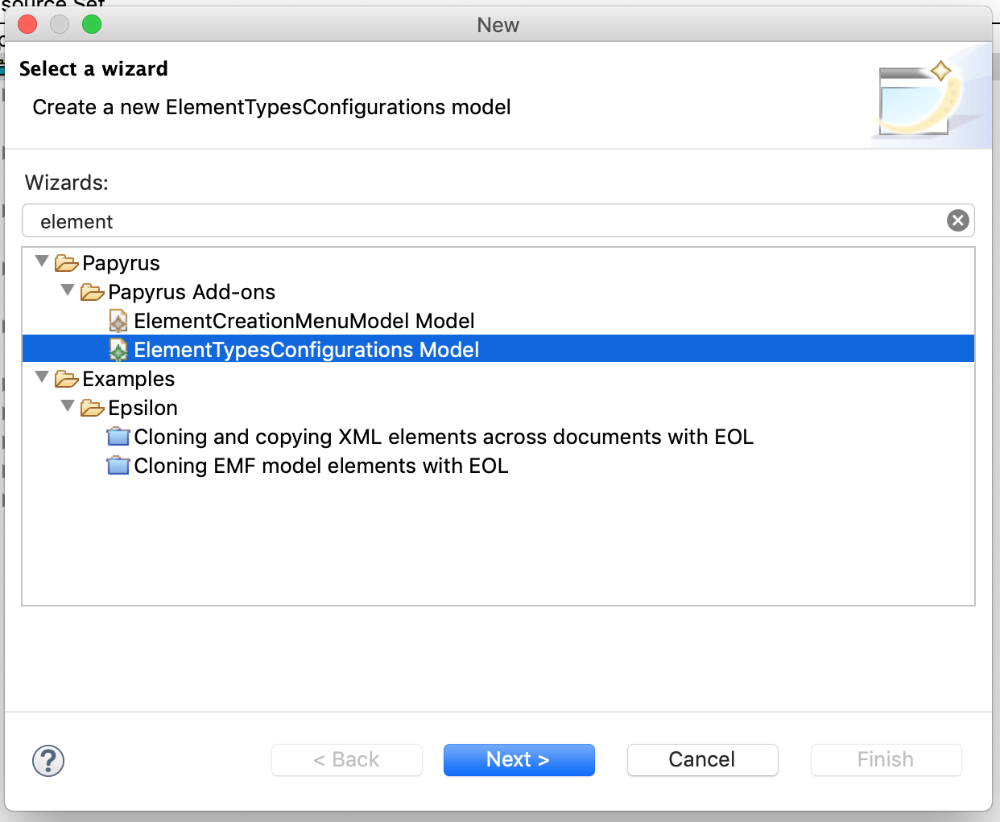 source Set
New
Select a wizard
Create a new ElementTypesConfigurations model
Wizards:
element
Papyrus
Papyrus Add-ons
ElementCreationMenuModel Model
ElementTypesConfigurations Model
Examples
Epsilon
Cloning and copying XML elements across documents with EOL
Cloning EMF model elements with EOL
?
< Back
Next >
Cancel
Finish